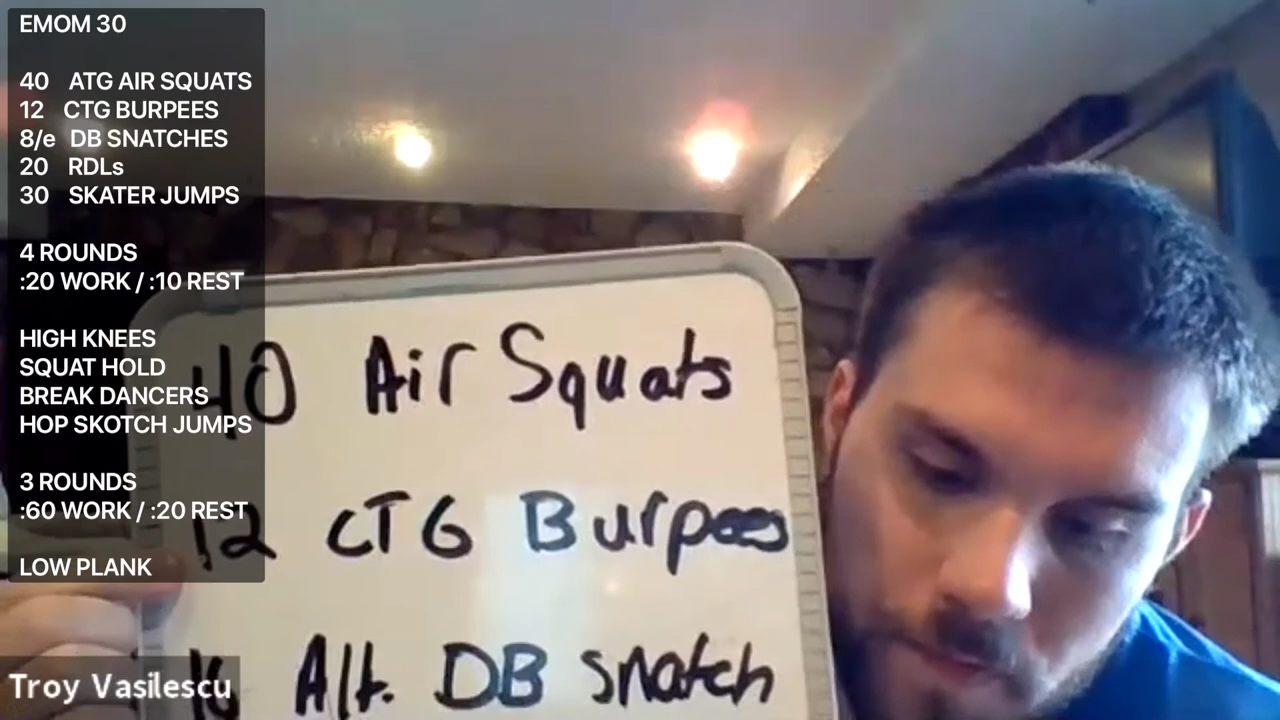 EMOM 30
40 ATG AIR SQUATS
12 CTG BURPEES
8/e DB SNATCHES
20 RDLs
30 SKATER JUMPS
4 ROUNDS
:20 WORK / :10 REST
HIGH KNEES
SQUAT HOLD
BREAK DANCERS
HOP SKOTCH JUMPS
3 ROUNDS
:60 WORK / :20 REST
LOW PLANK
40 Air Squats
12 CTG Burpees
16 Alt. DB snatch
Troy Vasilescu